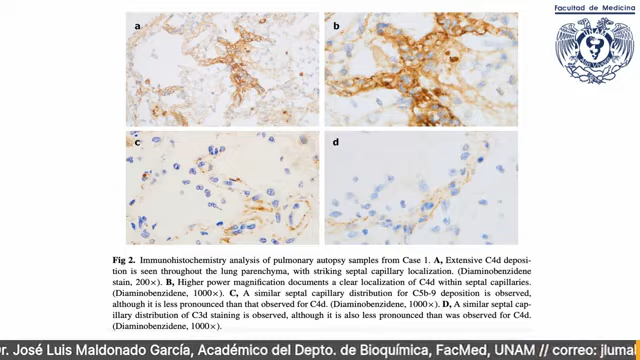 Facultad de Medicina
a
b
c
d
Fig 2. Immunohistochemistry analysis of pulmonary autopsy samples from Case 1. A, Extensive C4d deposi-
tion is seen throughout the lung parenchyma, with striking septal capillary localization. (Diaminobenzidene
stain, 200×). B, Higher power magnification documents a clear localization of C4d within septal capillaries.
(Diaminobenzidene, 1000×). C, A similar septal capillary distribution for C5b-9 deposition is observed,
although it is less pronounced than that observed for C4d. (Diaminobenzidene, 1000×). D, A similar septal cap-
illary distribution of C3d staining is observed, although it is also less pronounced than was observed for C4d.
(Diaminobenzidene, 1000×).
r. José Luis Maldonado García, Académico del Depto. de Bioquímica, FacMed, UNAM // correo: jluma